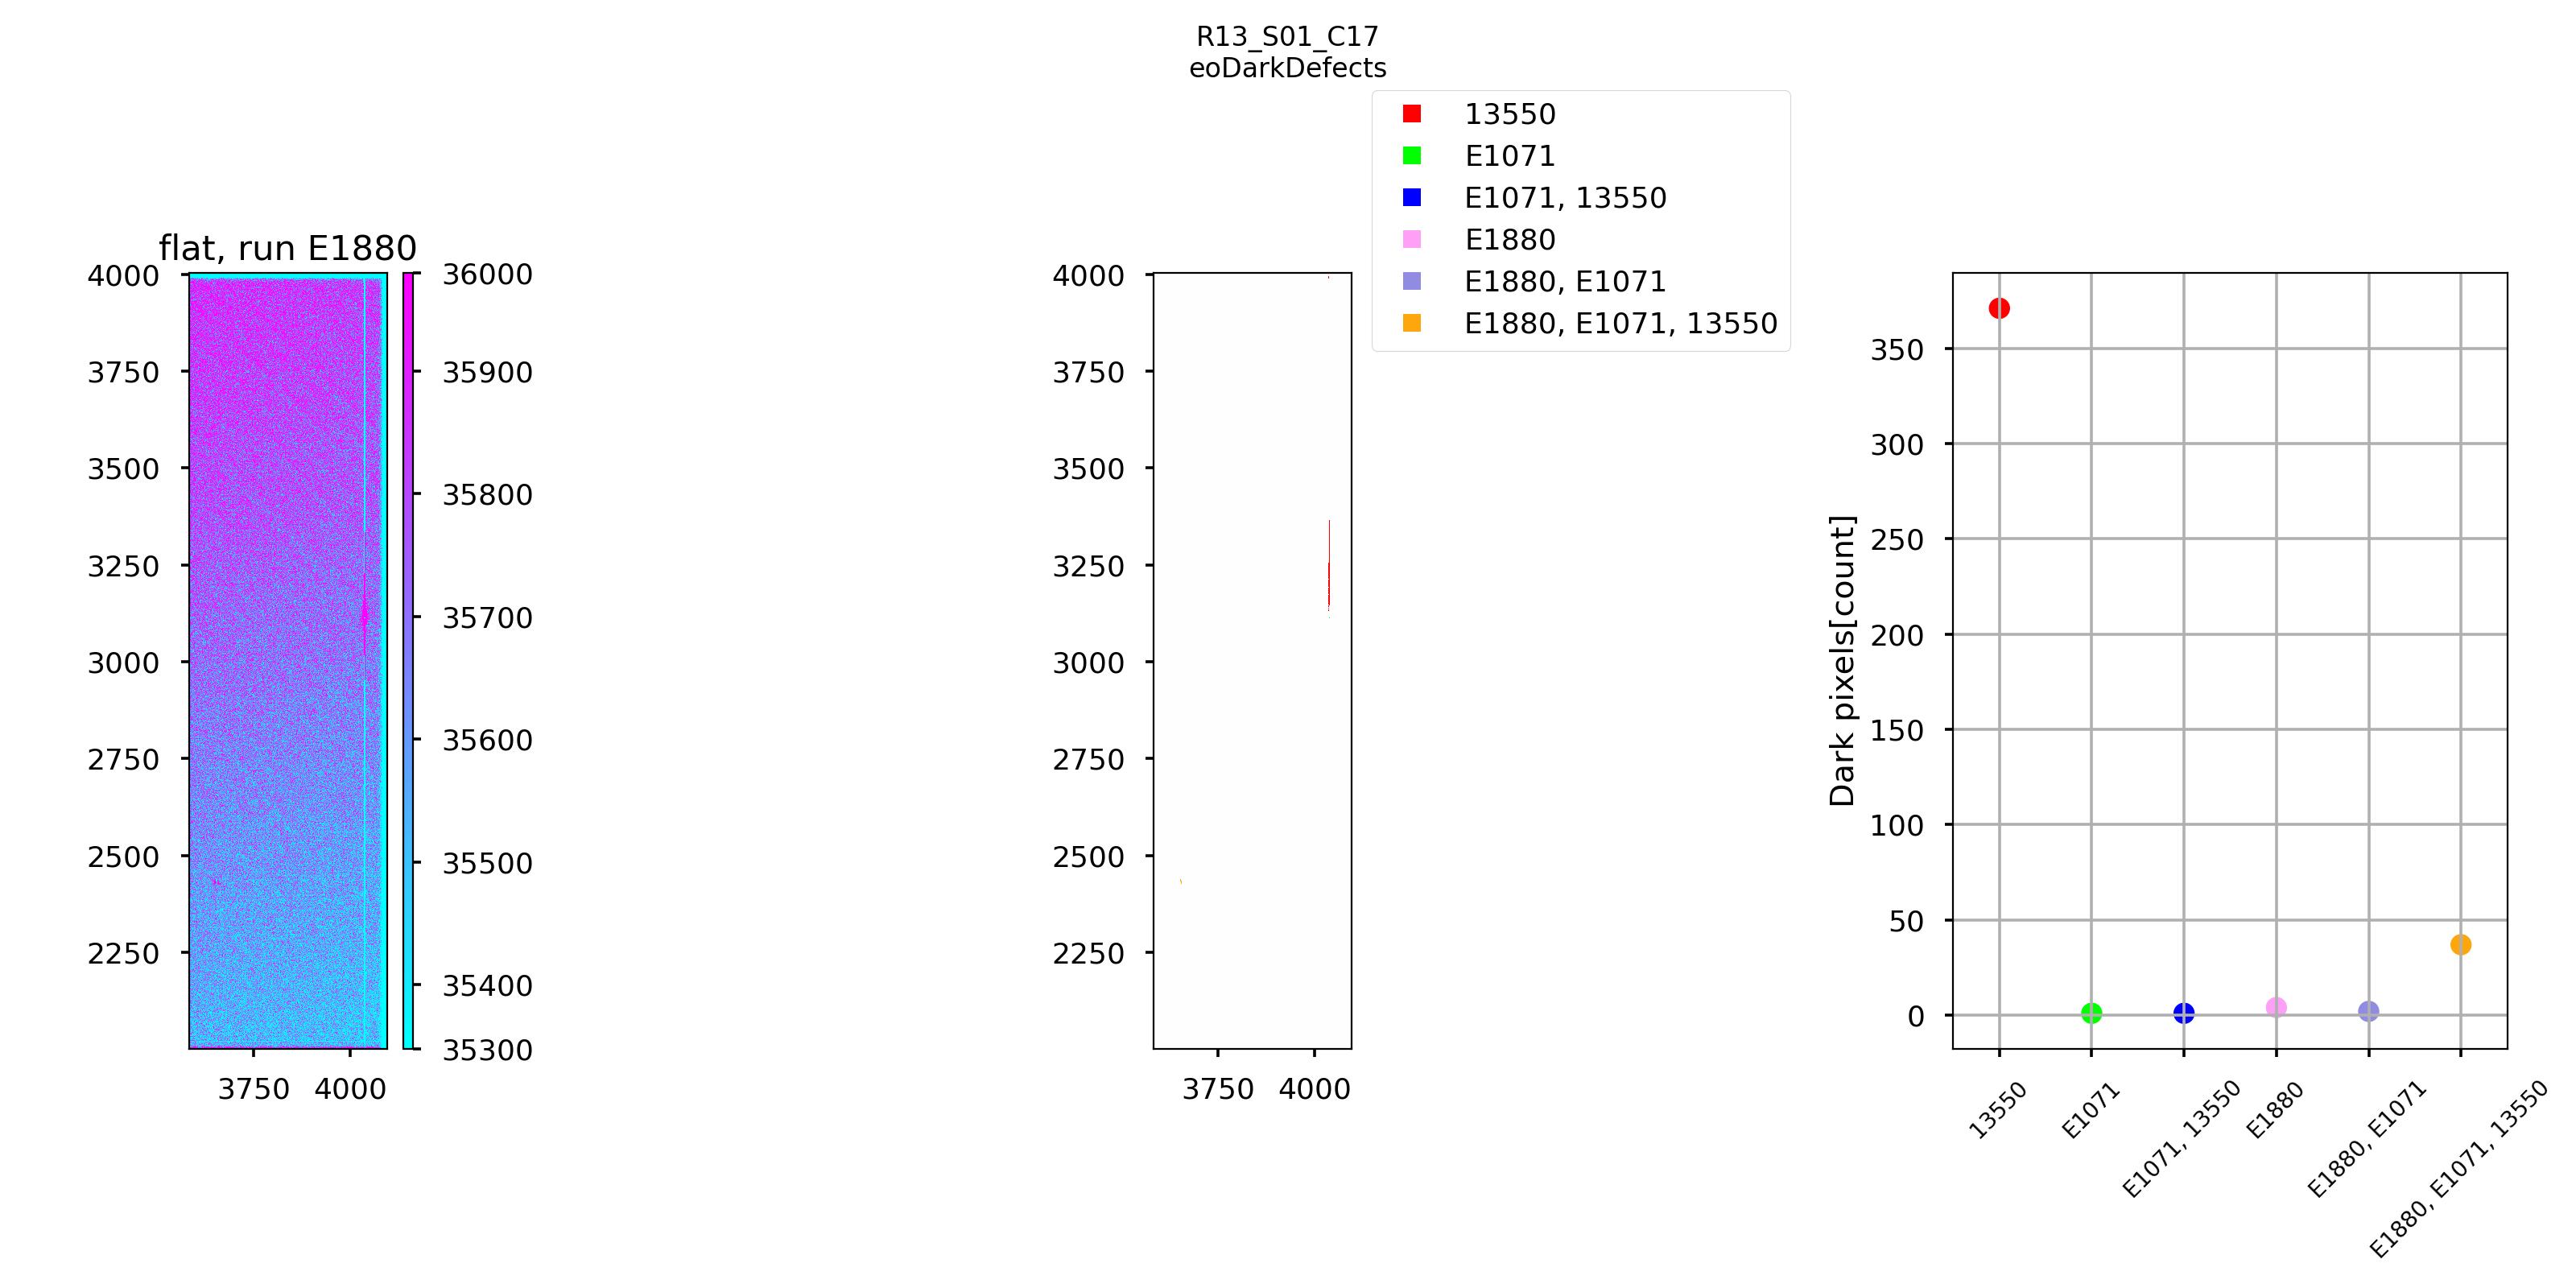 R13_S01_C17
eoDarkDefects
flat, run E1880
4000
3750
3500
3250
3000
2750
2500
2250
3750 4000
36000
35900
35800
35700
35600
35500
35400
35300
4000
3750
3500
3250
3000
2750
2500
2250
3750 4000
13550
E1071
E1071, 13550
E1880
E1880, E1071
E1880, E1071, 13550
Dark pixels[count]
350
300
250
200
150
100
50
0
13550
E1071
E1071, 13550
E1880
E1880, E1071
E1880, E1071, 13550